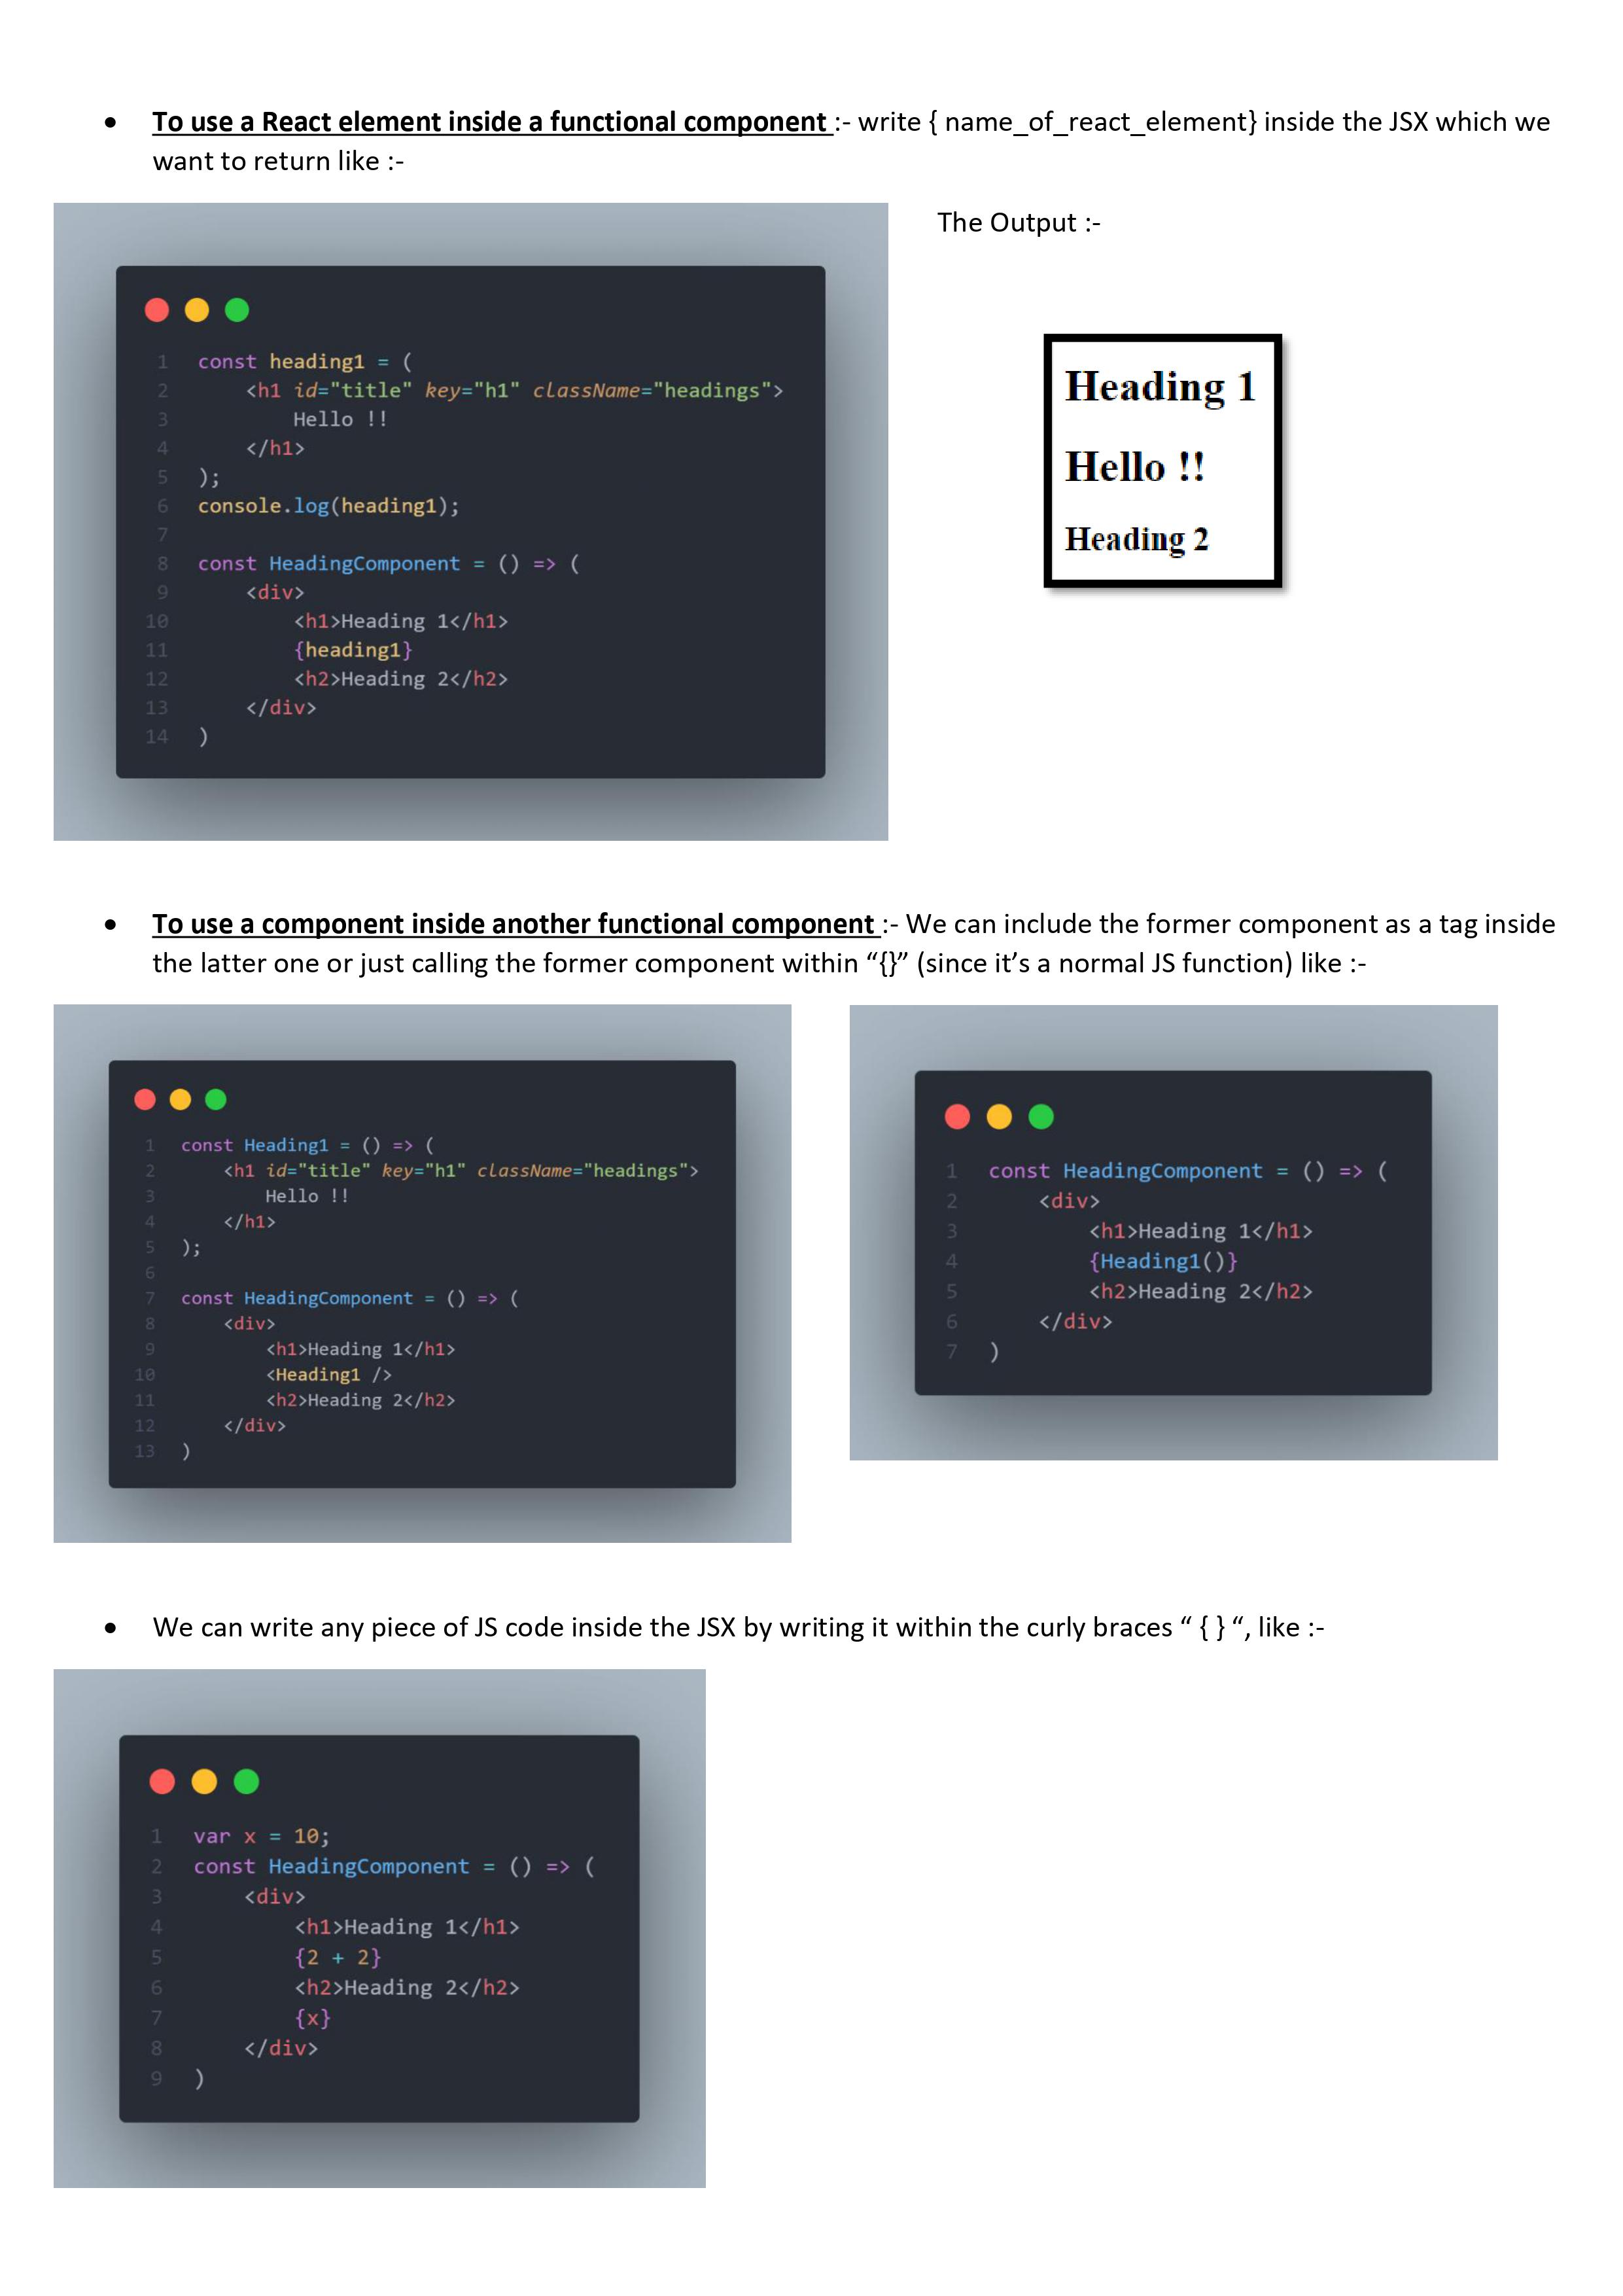 • To use a React element inside a functional component :- write { name_of_react_element} inside the JSX which we
want to return like :-
The Output :-
1 const heading1 = (
2     <h1 id="title" key="h1" className="headings">
3         Hello !!
4     </h1>
5 );
6 console.log(heading1);
7
8 const HeadingComponent = () => (
9     <div>
10         <h1>Heading 1</h1>
11         {heading1}
12         <h2>Heading 2</h2>
13     </div>
14 )
Heading 1
Hello !!
Heading 2
• To use a component inside another functional component :- We can include the former component as a tag inside
the latter one or just calling the former component within “{}” (since it’s a normal JS function) like :-
1 const Heading1 = () => (
2     <h1 id="title" key="h1" className="headings">
3         Hello !!
4     </h1>
5 );
6
7 const HeadingComponent = () => (
8     <div>
9         <h1>Heading 1</h1>
10         <Heading1 />
11         <h2>Heading 2</h2>
12     </div>
13 )
1 const HeadingComponent = () => (
2     <div>
3         <h1>Heading 1</h1>
4         {Heading1()}
5         <h2>Heading 2</h2>
6     </div>
7 )
• We can write any piece of JS code inside the JSX by writing it within the curly braces “ { } “, like :-
1 var x = 10;
2 const HeadingComponent = () => (
3     <div>
4         <h1>Heading 1</h1>
5         {2 + 2}
6         <h2>Heading 2</h2>
7         {x}
8     </div>
9 )